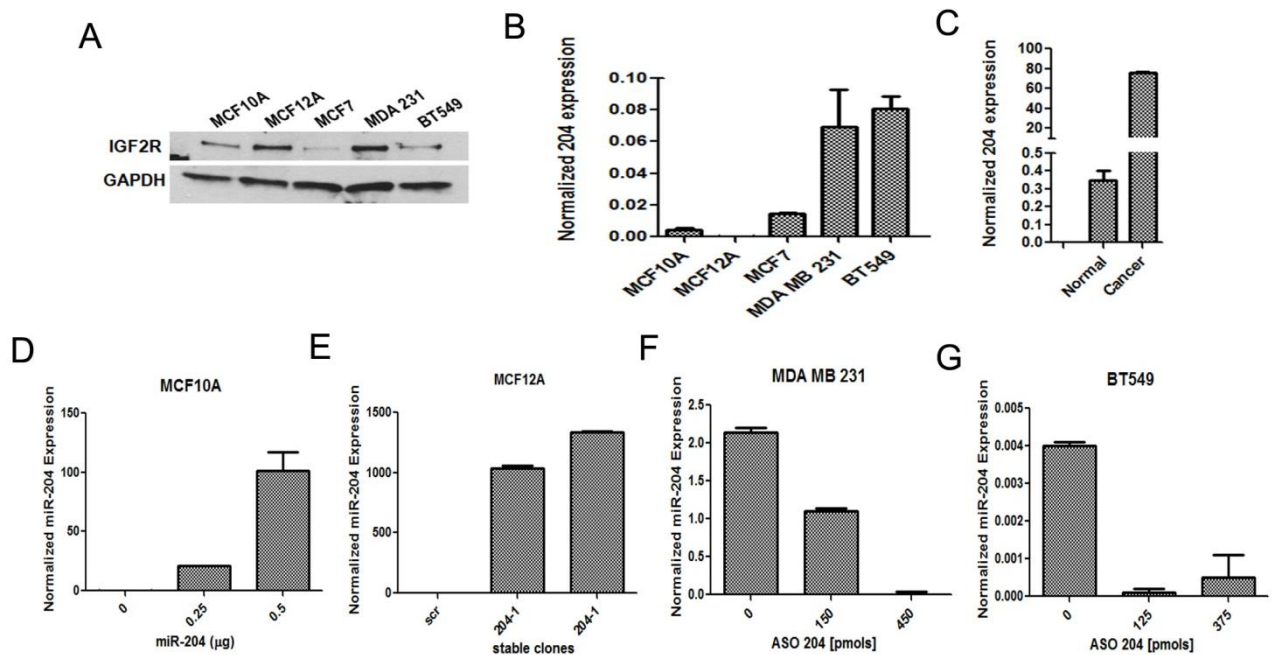 A
MCF10A
MCF12A
MCF7
MDA 231
BT549
IGF2R
GAPDH
B
Normalized 204 expression
0.10
0.08
0.06
0.04
0.02
0.00
MCF10A
MCF12A
MCF7
MDA MB 231
BT549
C
Normalized 204 expression
100
80
60
40
0.5
0.4
0.3
0.2
0.1
0.0
Normal
Cancer
D
MCF10A
Normalized miR-204 Expression
150
100
50
0
0
0.25
0.5
miR-204 (μg)
E
MCF12A
Normalized miR-204 Expression
1500
1000
500
0
scr
204-1
204-1
stable clones
F
MDA MB 231
Normalized miR-204 Expression
2.5
2.0
1.5
1.0
0.5
0.0
0
150
450
ASO 204 [pmols]
G
BT549
Normalized miR-204 Expression
0.005
0.004
0.003
0.002
0.001
0.000
0
125
375
ASO 204 [pmols]